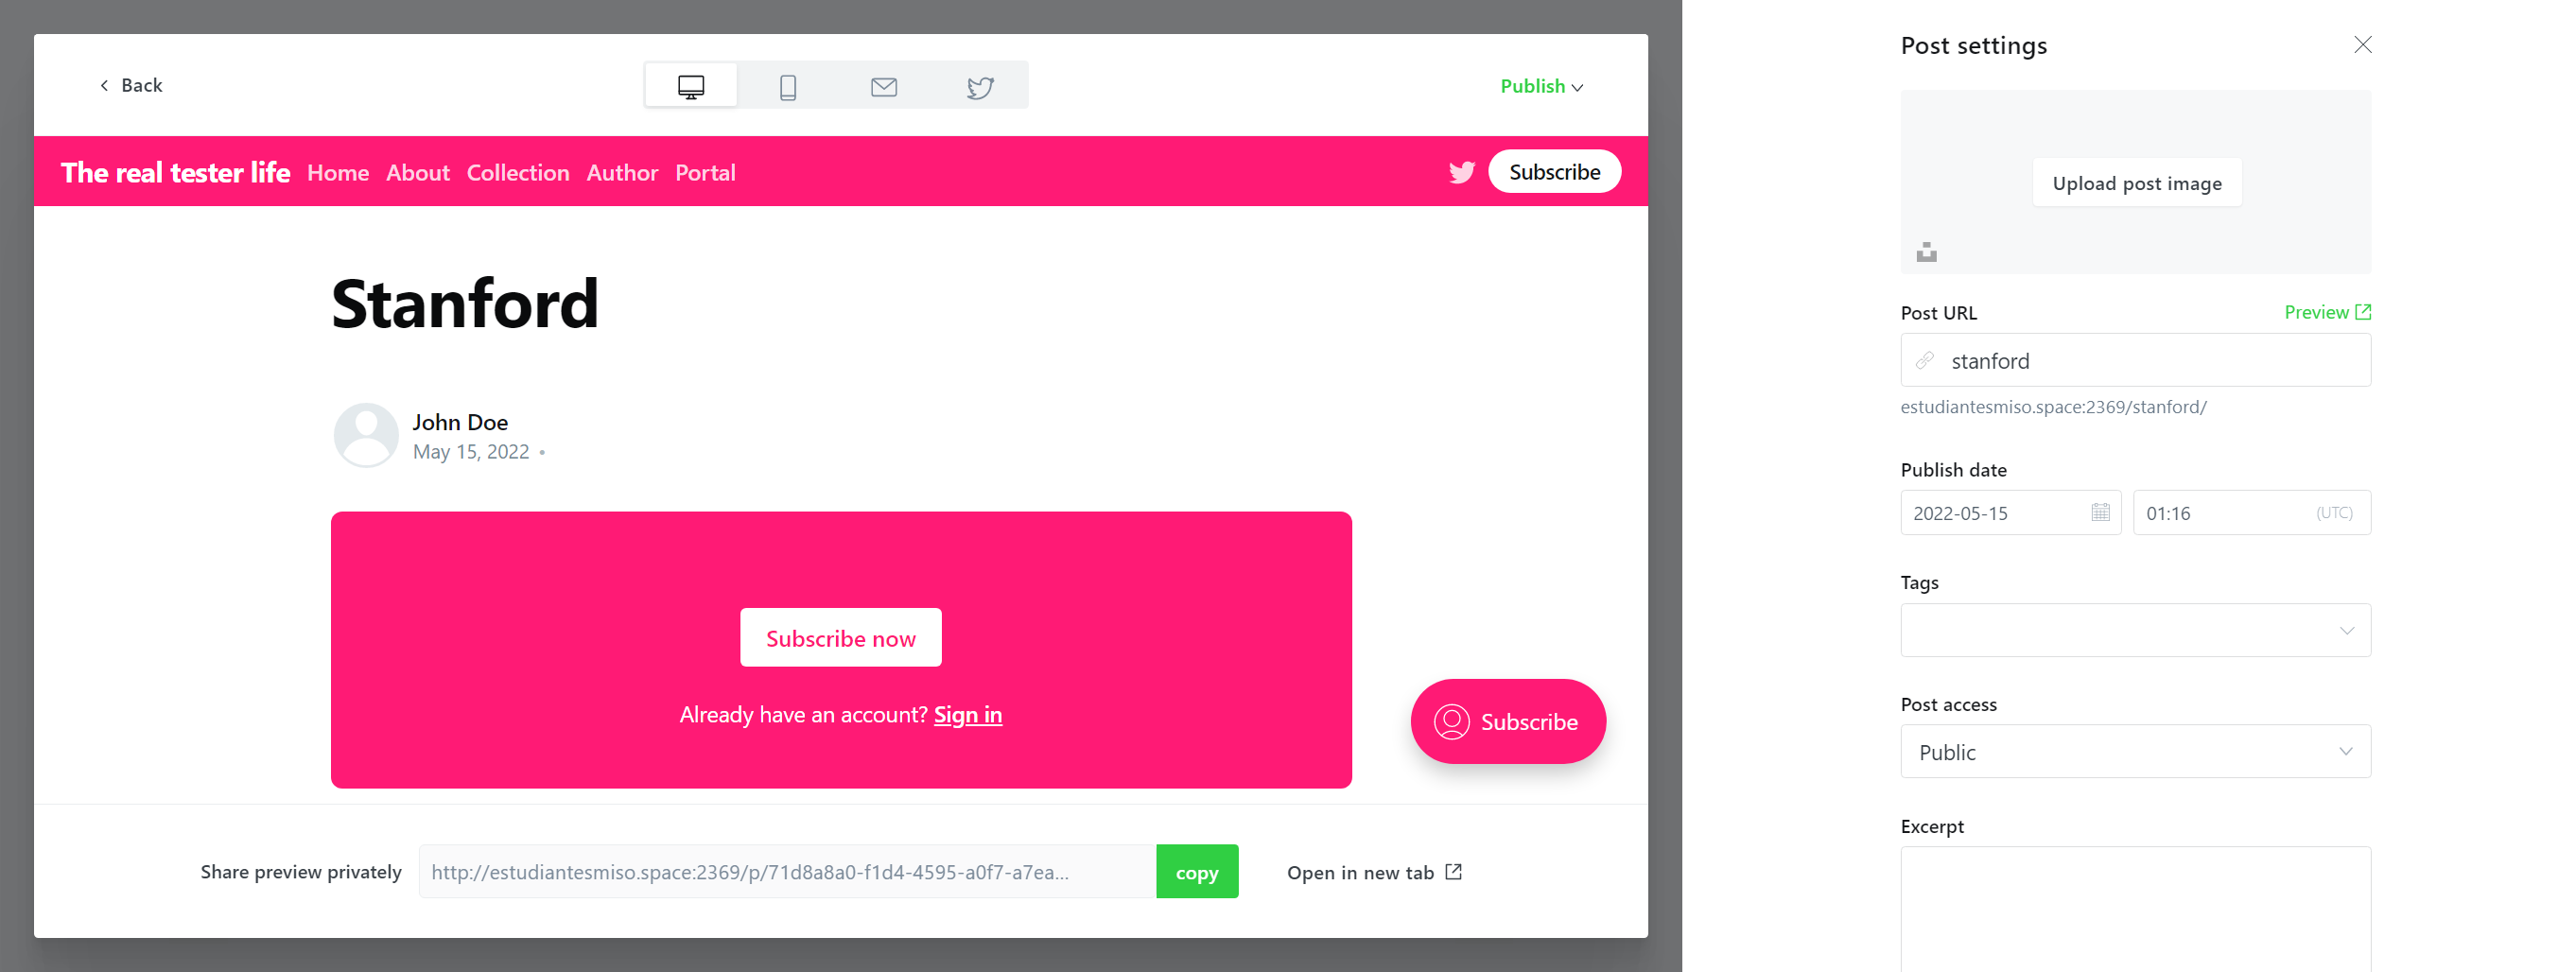 Back
Publish
The real tester life Home About Collection Author Portal
Subscribe
Stanford
John Doe
May 15, 2022 •
Subscribe now
Already have an account? Sign in
Subscribe
Share preview privately
http://estudiantesmiso.space:2369/p/71d8a8a0-f1d4-4595-a0f7-a7ea...
copy
Open in new tab
Post settings
Upload post image
Post URL
Preview
stanford
estudiantesmiso.space:2369/stanford/
Publish date
2022-05-15
01:16 (UTC)
Tags
Post access
Public
Excerpt